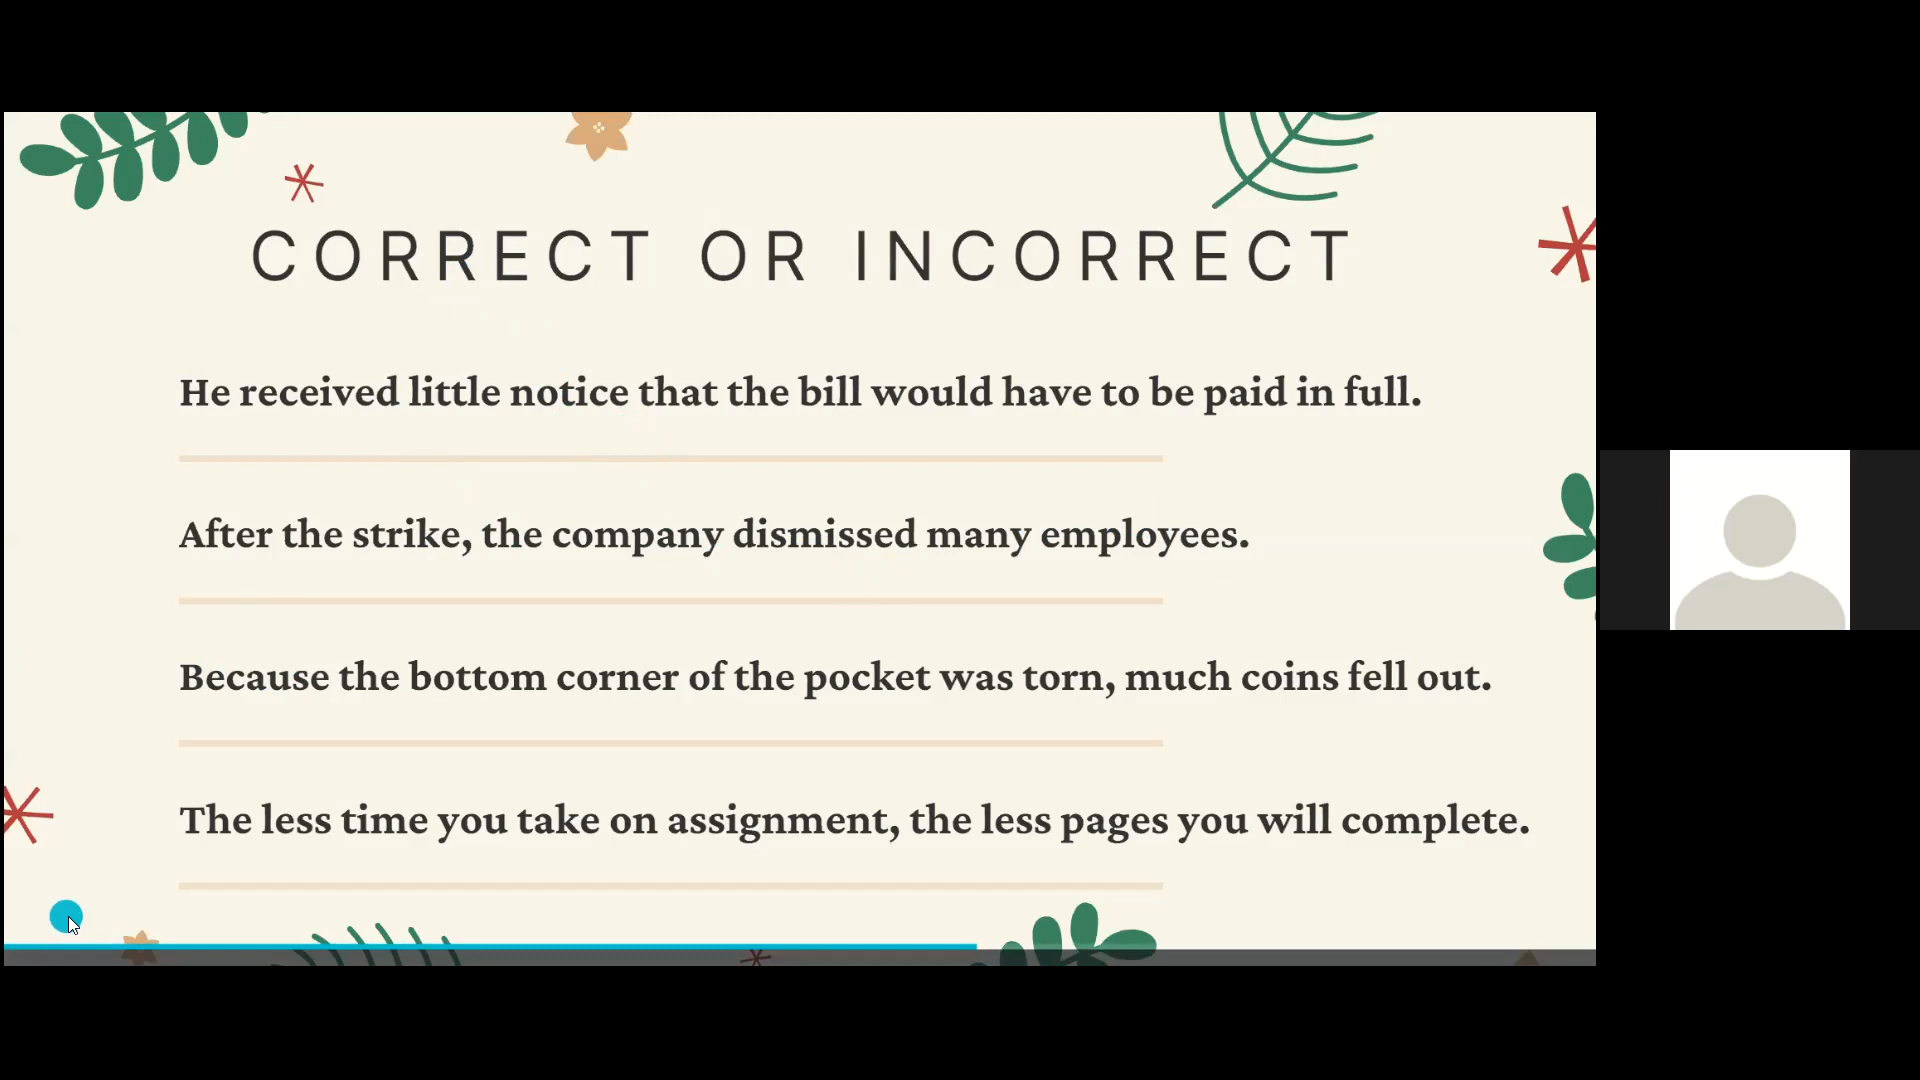 CORRECT OR INCORRECT
He received little notice that the bill would have to be paid in full.
After the strike, the company dismissed many employees.
Because the bottom corner of the pocket was torn, much coins fell out.
The less time you take on assignment, the less pages you will complete.